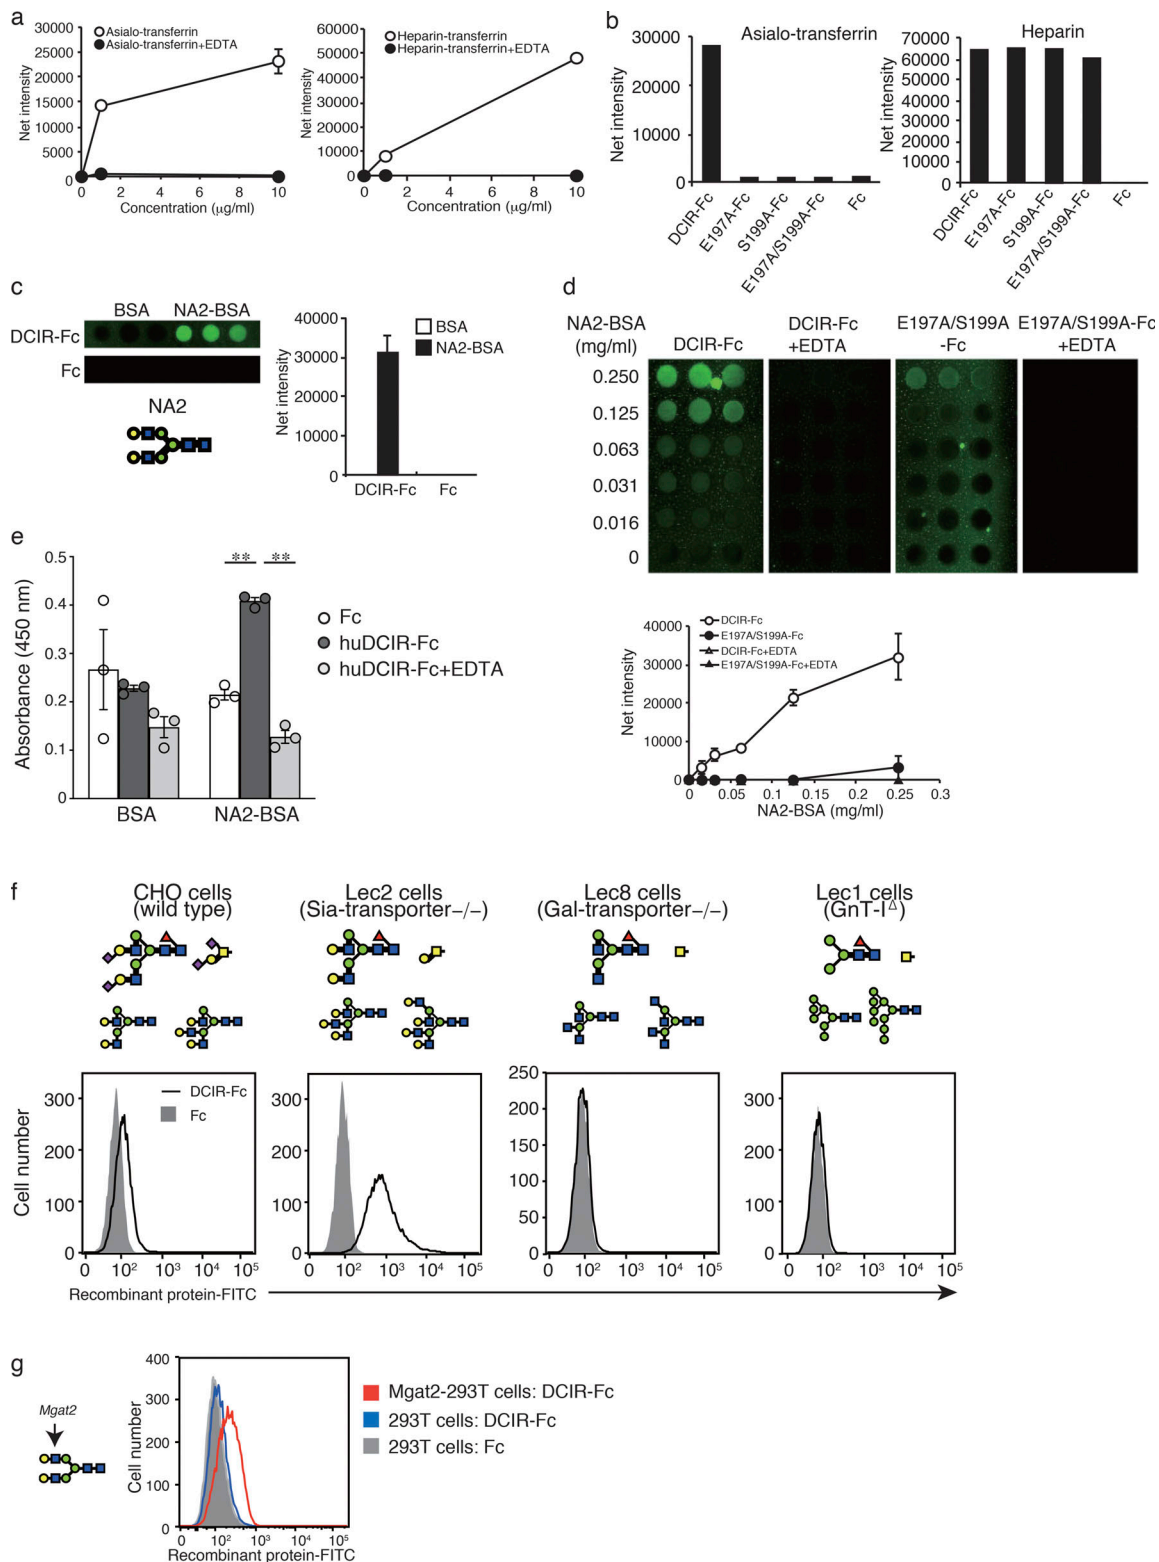 a
30000
25000
20000
15000
10000
5000
0
Net intensity
Asialo-transferrin
Asialo-transferrin+EDTA
0 2 4 6 8 10
Concentration (μg/ml)
60000
50000
40000
30000
20000
10000
0
Net intensity
Heparin-transferrin
Heparin-transferrin+EDTA
0 2 4 6 8 10
Concentration (μg/ml)
b
Asialo-transferrin
30000
20000
10000
0
Net intensity
DCIR-Fc
E197A-Fc
S199A-Fc
E197A/S199A-Fc
Fc
Heparin
70000
60000
50000
40000
30000
20000
10000
0
Net intensity
DCIR-Fc
E197A-Fc
S199A-Fc
E197A/S199A-Fc
Fc
c
BSA NA2-BSA
DCIR-Fc
Fc
NA2
40000
30000
20000
10000
0
Net intensity
BSA
NA2-BSA
DCIR-Fc Fc
d
NA2-BSA
(mg/ml)
DCIR-Fc
DCIR-Fc
+EDTA
E197A/S199A
-Fc
E197A/S199A-Fc
+EDTA
0.250
0.125
0.063
0.031
0.016
0
40000
30000
20000
10000
0
Net intensity
DCIR-Fc
E197A/S199A-Fc
DCIR-Fc+EDTA
E197A/S199A-Fc+EDTA
0 0.05 0.1 0.15 0.2 0.25 0.3
NA2-BSA (mg/ml)
e
0.5
0.4
0.3
0.2
0.1
0
Absorbance (450 nm)
** **
Fc
huDCIR-Fc
huDCIR-Fc+EDTA
BSA NA2-BSA
f
CHO cells
(wild type)
Lec2 cells
(Sia-transporter−/−)
Lec8 cells
(Gal-transporter−/−)
Lec1 cells
(GnT-IΔ)
Cell number
300
200
100
0
DCIR-Fc
Fc
0 10² 10³ 10⁴ 10⁵
300
200
100
0
0 10² 10³ 10⁴ 10⁵
250
200
150
100
50
0
0 10² 10³ 10⁴ 10⁵
300
200
100
0
0 10² 10³ 10⁴ 10⁵
Recombinant protein-FITC
g
Mgat2
400
300
200
100
0
Cell number
0 10² 10³ 10⁴ 10⁵
Recombinant protein-FITC
Mgat2-293T cells: DCIR-Fc
293T cells: DCIR-Fc
293T cells: Fc